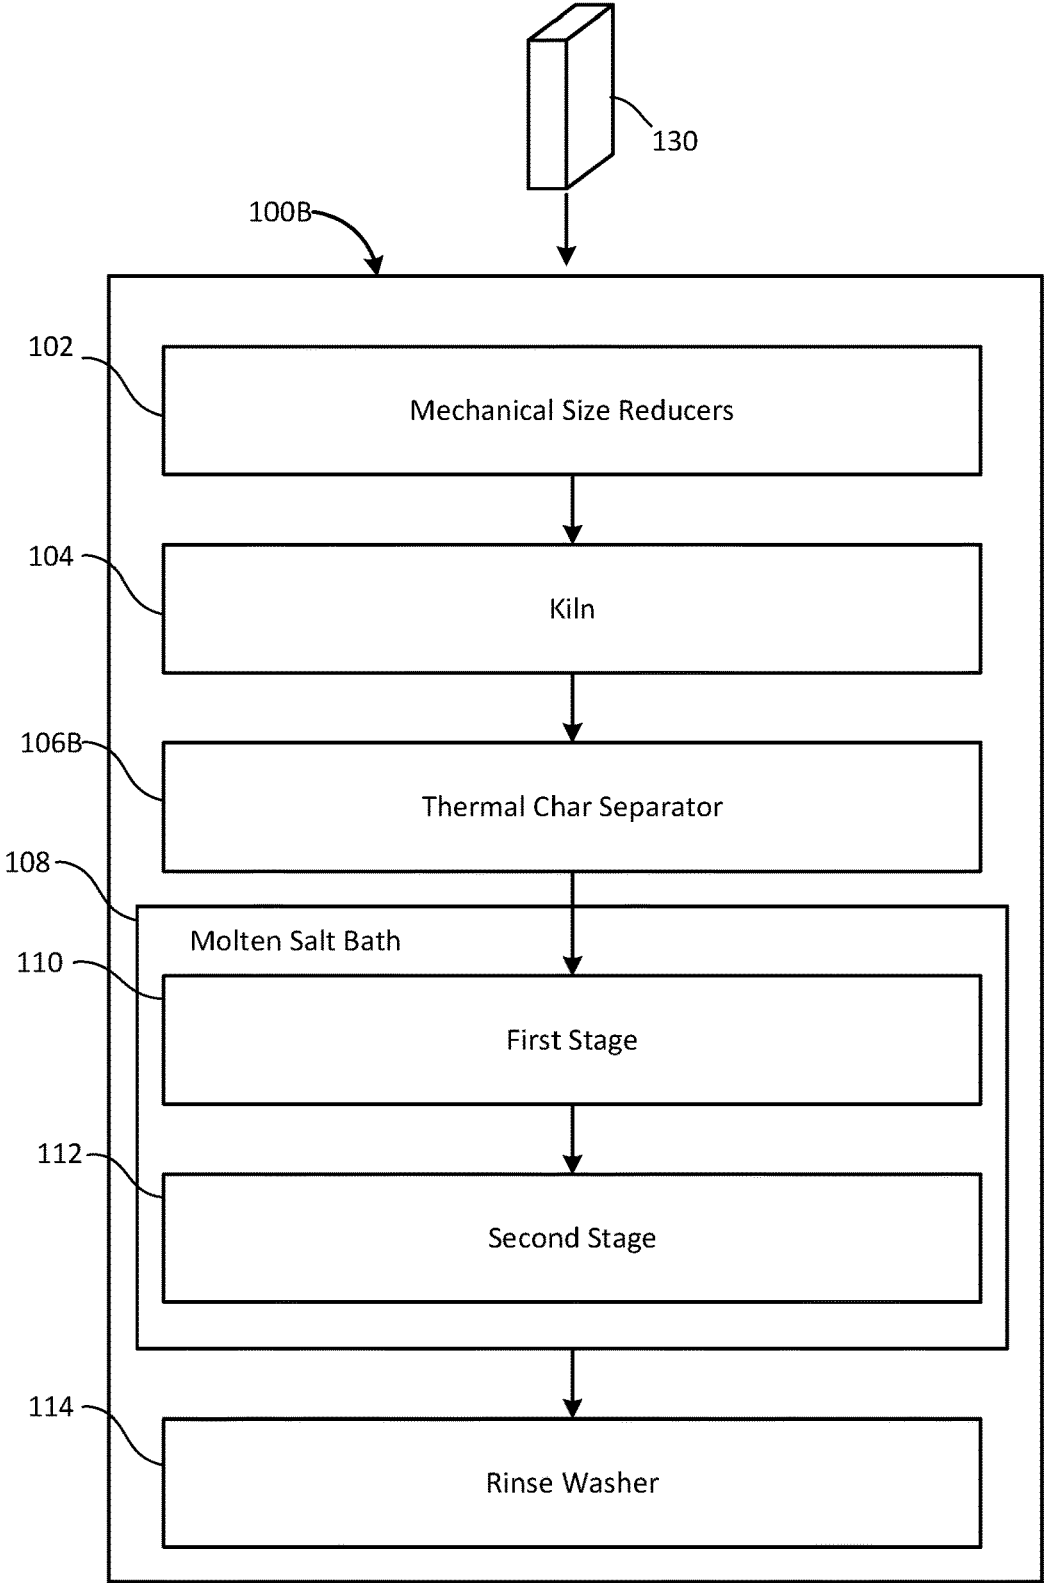 130
100B
102
Mechanical Size Reducers
104
Kiln
106B
Thermal Char Separator
108
Molten Salt Bath
110
First Stage
112
Second Stage
114
Rinse Washer